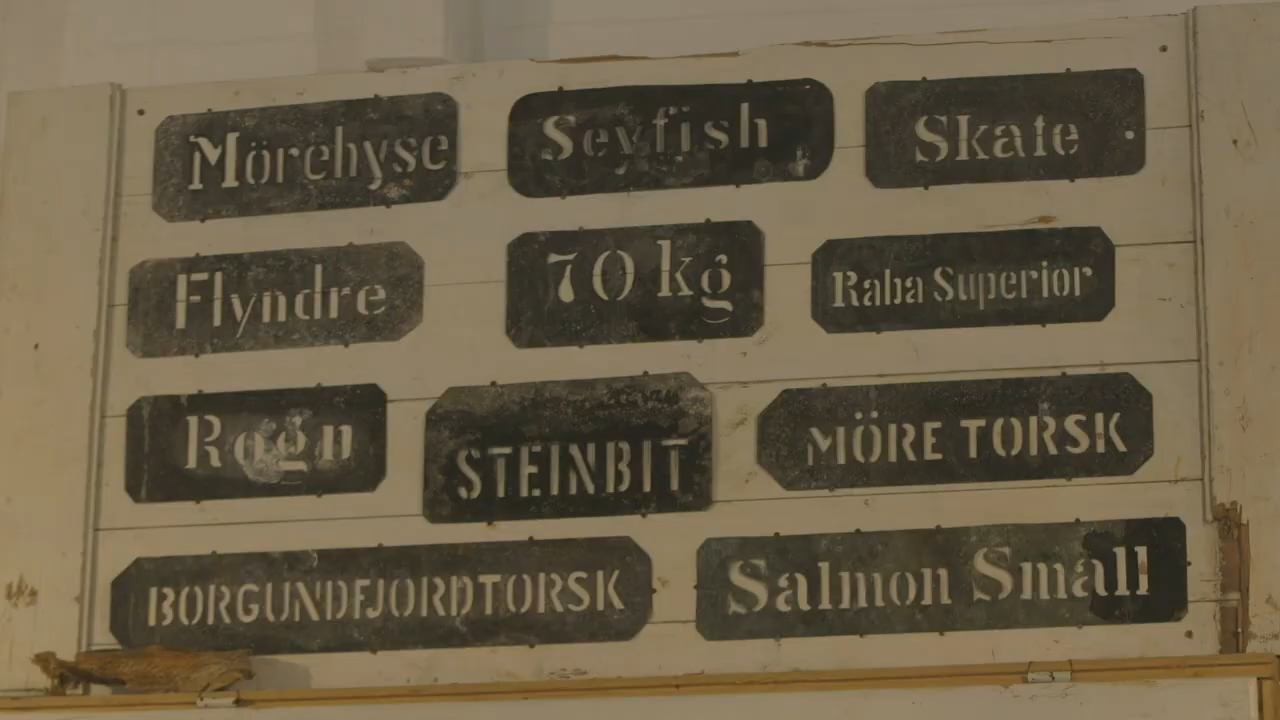 Mörehyse
Seyfish
Skate
Flyndre
70 kg
Raba Superior
Rogn
STEINBIT
MÖRE TORSK
BORGUNDFJORDTORSK
Salmon Small